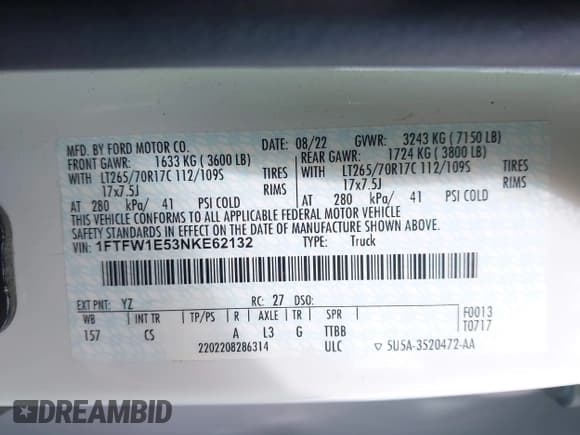 MFD. BY FORD MOTOR CO. DATE: 08/22 GVWR: 3243 KG ( 7150 LB)
FRONT GAWR: 1633 KG ( 3600 LB) REAR GAWR: 1724 KG ( 3800 LB)
WITH LT265/70R17C 112/109S TIRES WITH LT265/70R17C 112/109S TIRES
17x7.5J RIMS 17x7.5J RIMS
AT 280 kPa/ 41 PSI COLD AT 280 kPa/ 41 PSI COLD
THIS VEHICLE CONFORMS TO ALL APPLICABLE FEDERAL MOTOR VEHICLE
SAFETY STANDARDS IN EFFECT ON THE DATE OF MANUFACTURE SHOWN ABOVE.
VIN: 1FTFW1E53NKE62132 TYPE: Truck
EXT PNT: YZ RC: 27 DSO:
WB INT TR TP/PS R AXLE TR SPR F0013
157 CS A L3 G TTBB T0717
2202208286314 ULC ▽ 5U5A-3520472-AA
DREAMBID